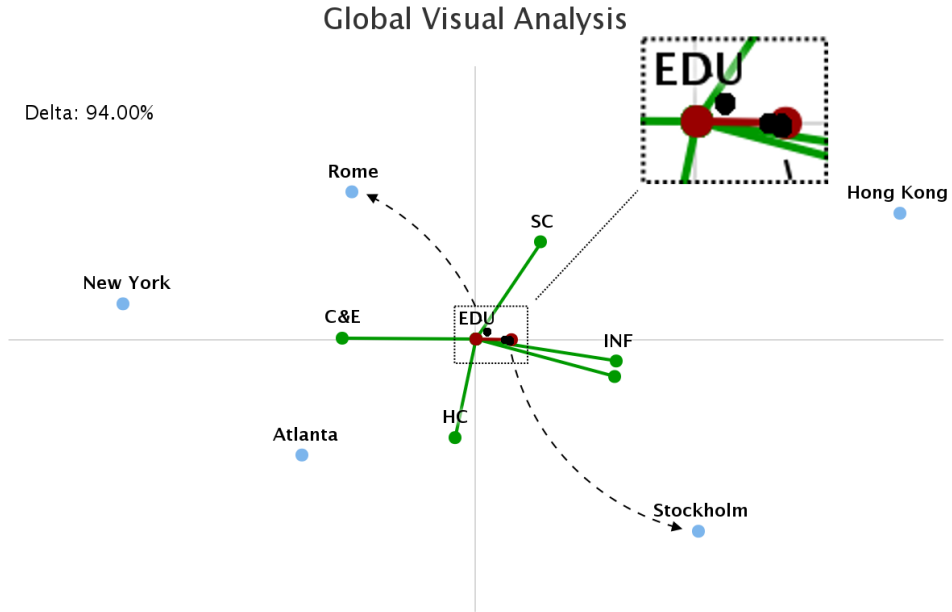 Global Visual Analysis
EDU
Delta: 94.00%
Rome
Hong Kong
SC
New York
C&E
EDU
INF
HC
Atlanta
Stockholm